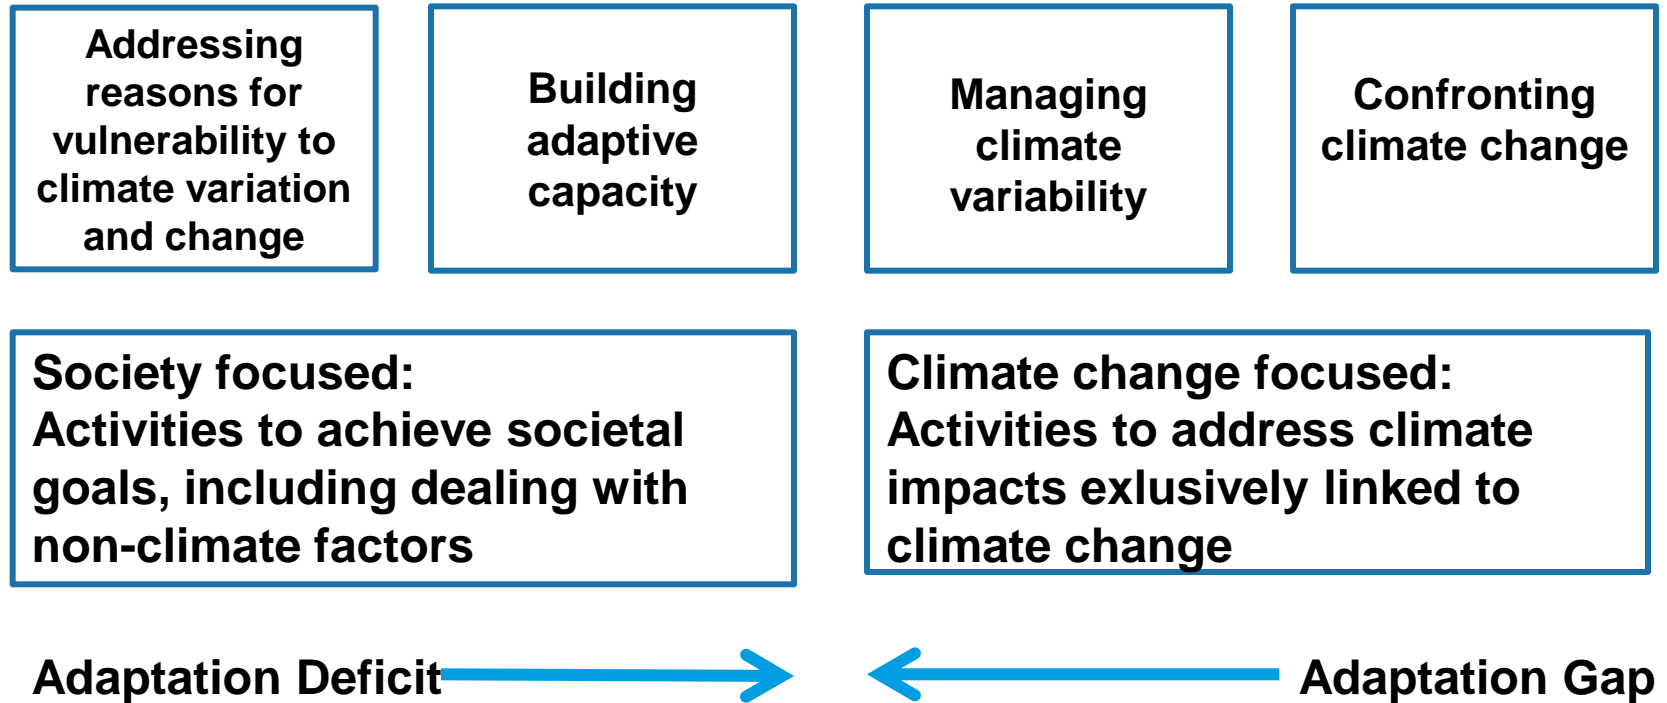 Addressing
reasons for
vulnerability to
climate variation
and change
Building
adaptive
capacity
Managing
climate
variability
Confronting
climate change
Society focused:
Activities to achieve societal
goals, including dealing with
non-climate factors
Climate change focused:
Activities to address climate
impacts exlusively linked to
climate change
Adaptation Deficit
Adaptation Gap